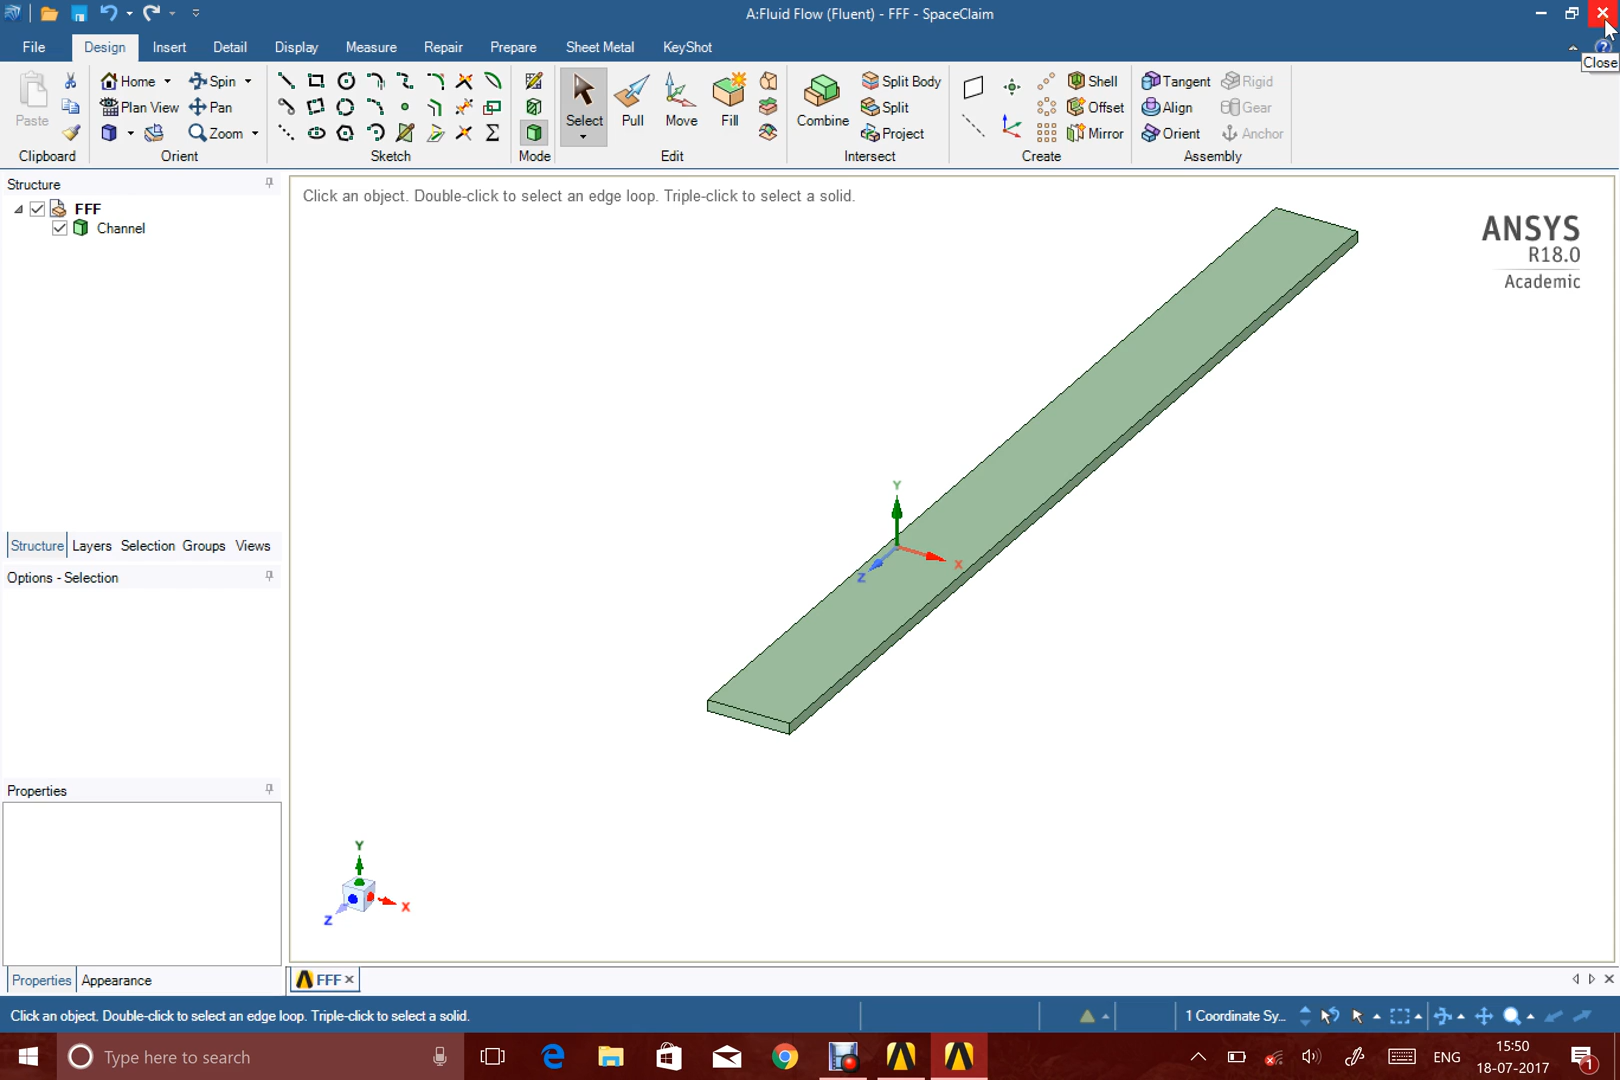 A:Fluid Flow (Fluent) - FFF - SpaceClaim
File Design Insert Detail Display Measure Repair Prepare Sheet Metal KeyShot
?
Close
Paste
Clipboard
Home Spin
Plan View Pan
Zoom
Orient
Sketch
Mode
Select Pull Move Fill
Edit
Combine
Split Body
Split
Project
Intersect
Shell
Offset
Mirror
Create
Tangent Rigid
Align Gear
Orient Anchor
Assembly
Structure
FFF
Channel
Structure Layers Selection Groups Views
Options - Selection
Properties
Properties Appearance
Click an object. Double-click to select an edge loop. Triple-click to select a solid.
ANSYS
R18.0
Academic
Y
X
Z
Y
X
Z
FFF
Click an object. Double-click to select an edge loop. Triple-click to select a solid.
1 Coordinate Sy...
Type here to search
ENG
15:50
18-07-2017
1